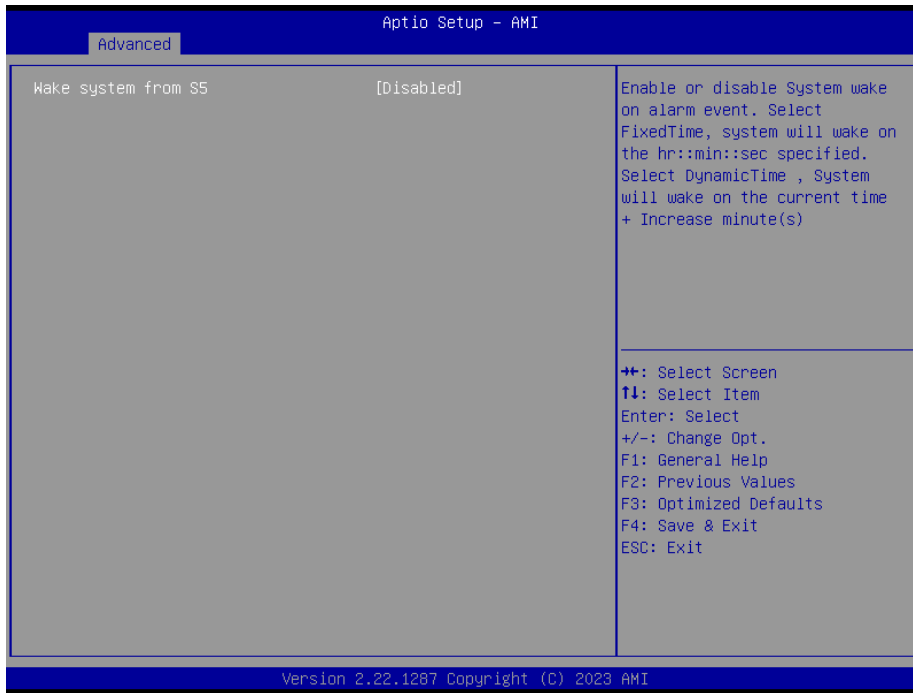 Aptio Setup - AMI
Advanced
Wake system from S5 [Disabled]
Enable or disable System wake
on alarm event. Select
FixedTime, system will wake on
the hr::min::sec specified.
Select DynamicTime , System
will wake on the current time
+ Increase minute(s)
→←: Select Screen
↑↓: Select Item
Enter: Select
+/-: Change Opt.
F1: General Help
F2: Previous Values
F3: Optimized Defaults
F4: Save & Exit
ESC: Exit
Version 2.22.1287 Copyright (C) 2023 AMI